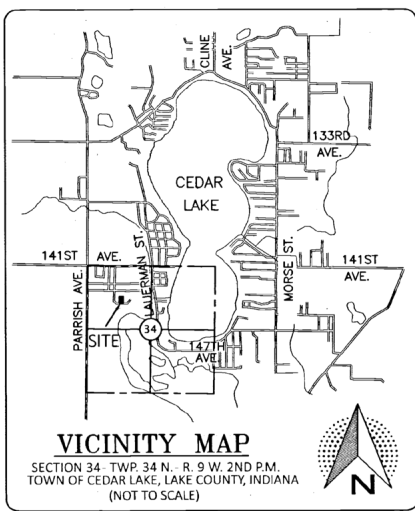 CLINE
AVE.
133RD
AVE.
CEDAR
LAKE
141ST
AVE.
LAUERMAN ST.
MORSE ST.
141ST
AVE.
PARRISH AVE.
SITE
34
147TH
AVE.
VICINITY MAP
SECTION 34 - TWP. 34 N. - R. 9 W. 2ND P.M.
TOWN OF CEDAR LAKE, LAKE COUNTY, INDIANA
(NOT TO SCALE)
N